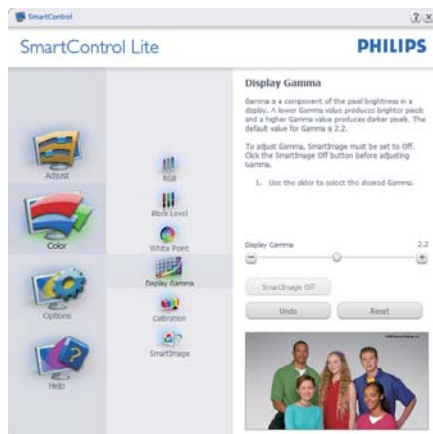 SmartControl
SmartControl Lite
PHILIPS
Adjust
Color
Options
Help
RGB
Black Level
White Point
Display Gamma
Calibration
SmartImage
Display Gamma
Gamma is a component of the pixel brightness in a
display. A lower Gamma value produces brighter pixels
and a higher Gamma value produces darker pixels. The
default value for Gamma is 2.2.
To adjust Gamma, SmartImage must be set to Off.
Click the SmartImage Off button before adjusting
Gamma.
1. Use the slider to select the desired Gamma.
Display Gamma 2.2
SmartImage Off
Undo Reset